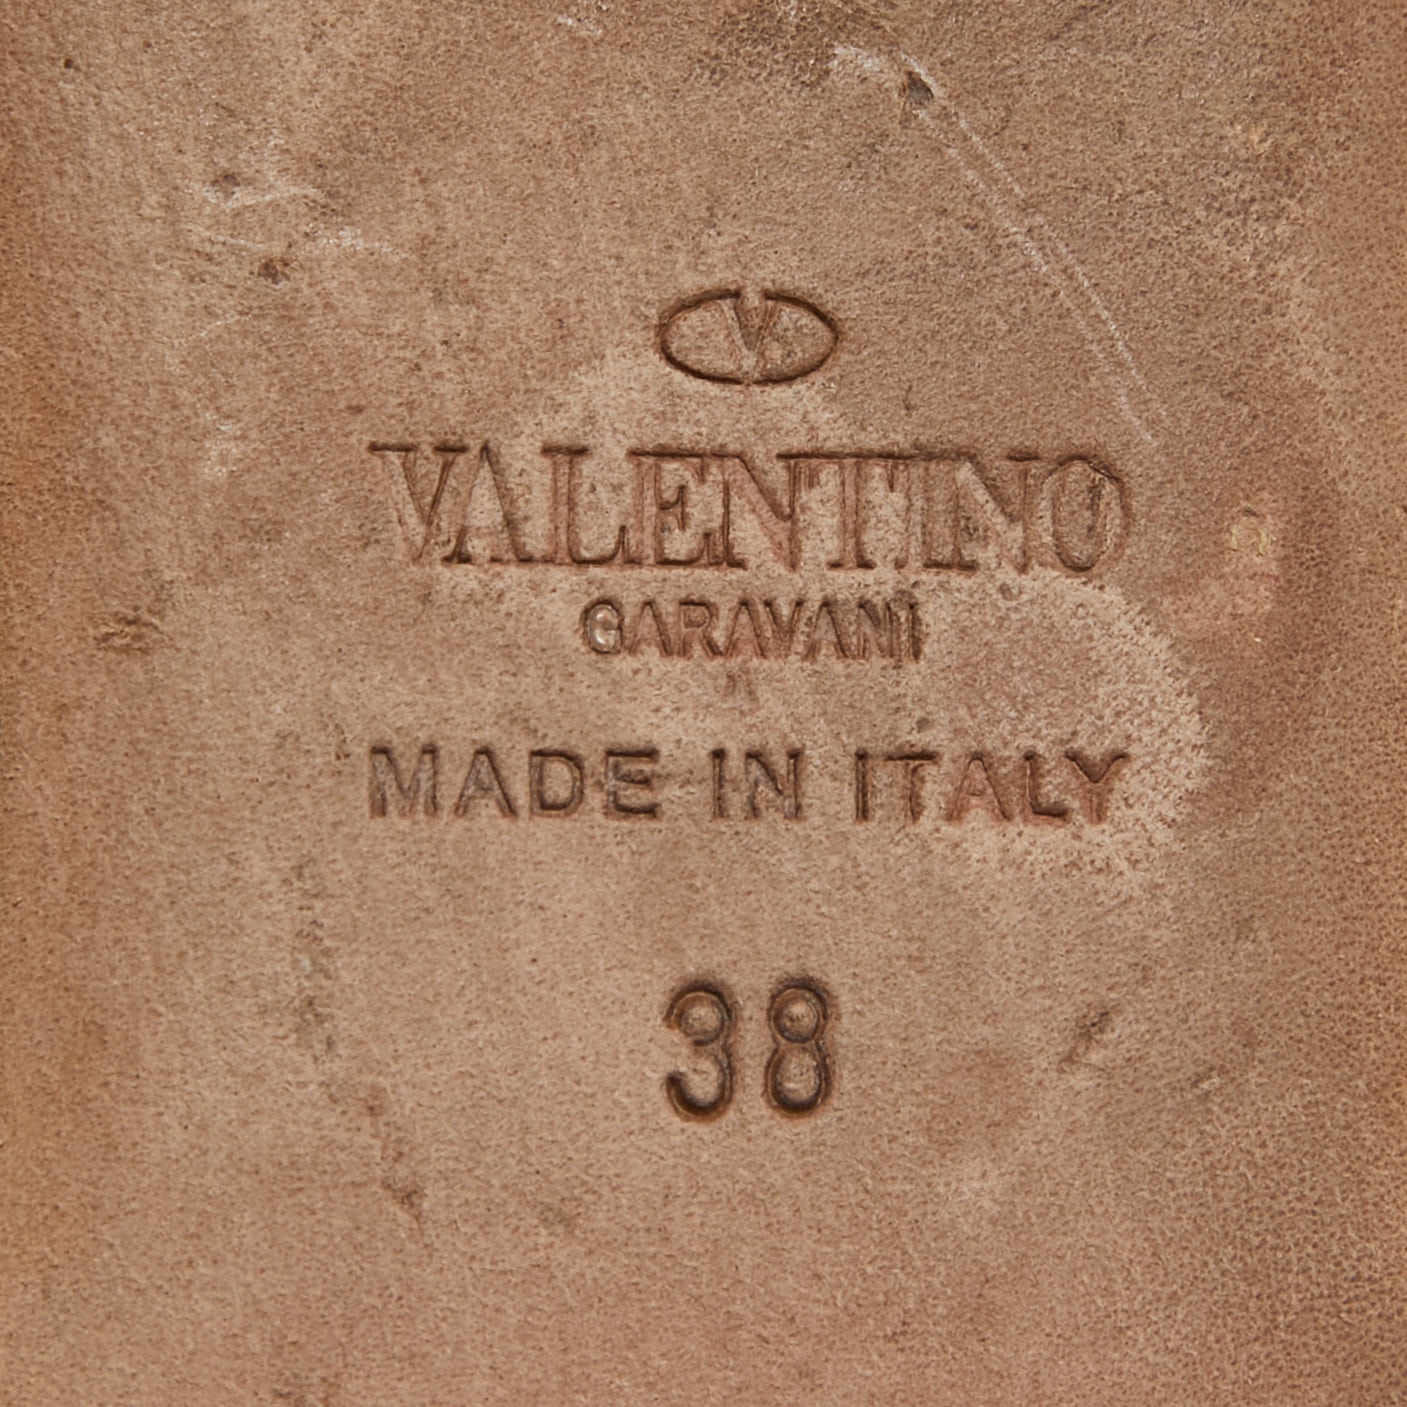 V
VALENTINO
GARAVANI
MADE IN ITALY
38